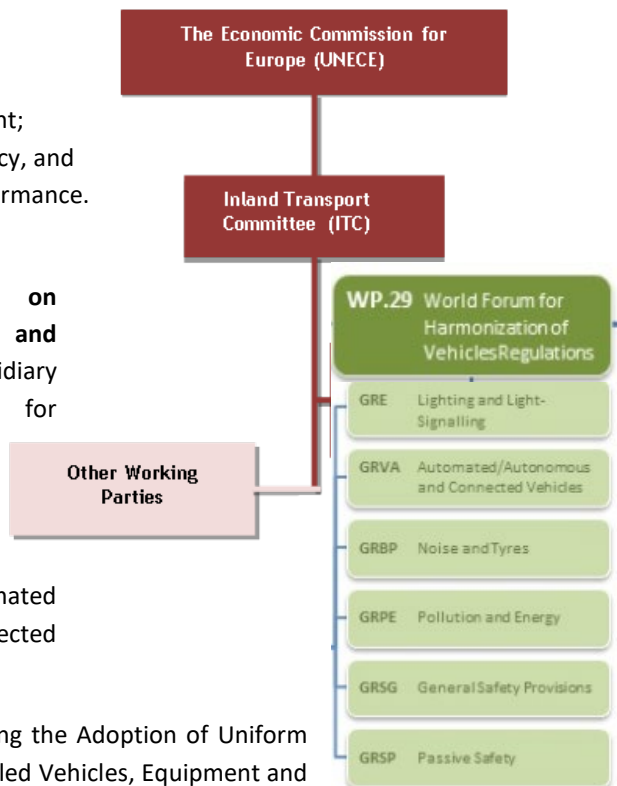 The Economic Commission for
Europe (UNECE)
nt;
cy, and
rmance.
Inland Transport
Committee (ITC)
on
and
idiary
for
WP.29 World Forum for
Harmonization of
VehiclesRegulations
GRE Lighting and Light-
Signalling
GRVA Automated/Autonomous
and Connected Vehicles
Other Working
Parties
GRBP Noise and Tyres
nated
ected
GRPE Pollution and Energy
GRSG General Safety Provisions
ng the Adoption of Uniform
led Vehicles, Equipment and
GRSP Passive Safety